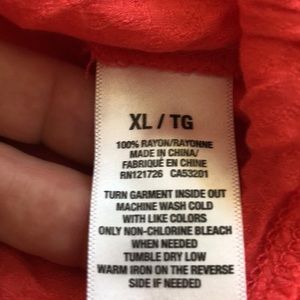 XL / TG
100% RAYON/RAYONNE
MADE IN CHINA/
FABRIQUÉ EN CHINE
RN121726 CA53201
TURN GARMENT INSIDE OUT
MACHINE WASH COLD
WITH LIKE COLORS
ONLY NON-CHLORINE BLEACH
WHEN NEEDED
TUMBLE DRY LOW
WARM IRON ON THE REVERSE
SIDE IF NEEDED